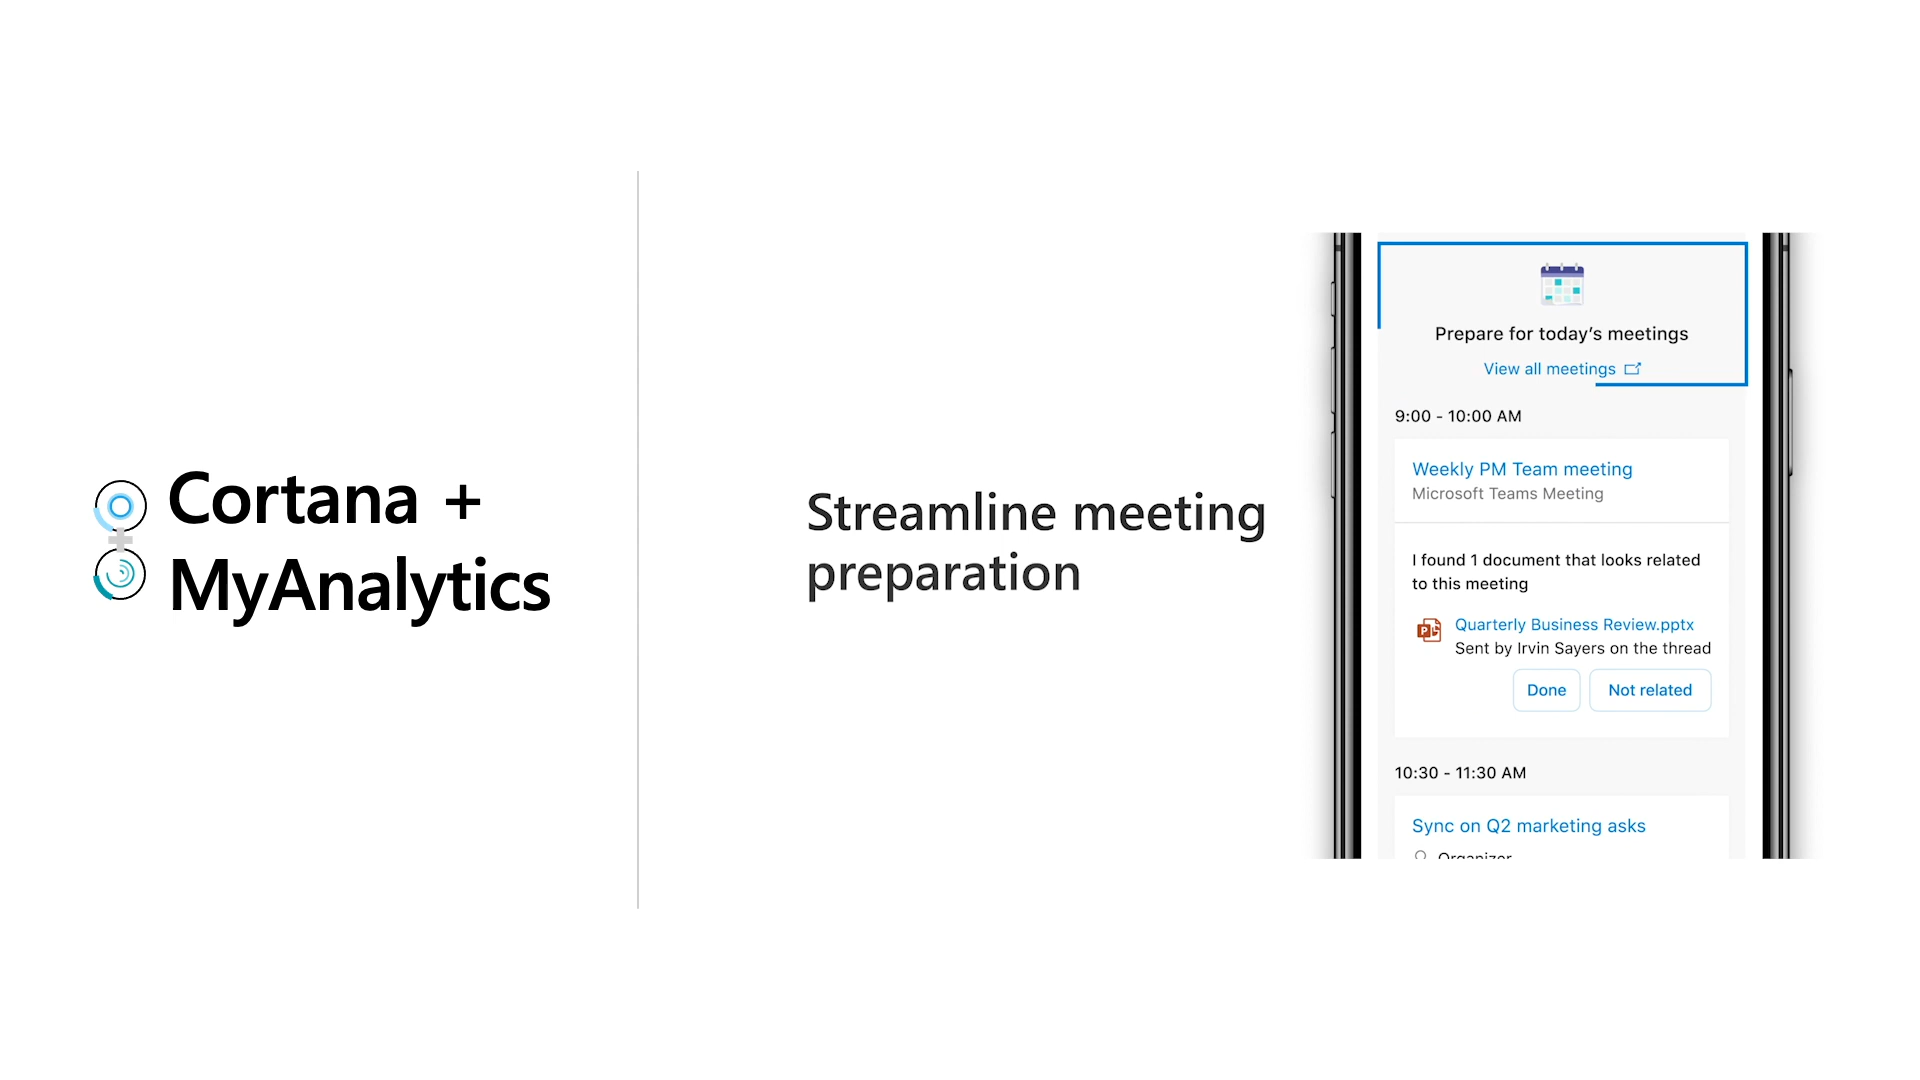 Cortana +
MyAnalytics
Streamline meeting
preparation
Prepare for today’s meetings
View all meetings
9:00 - 10:00 AM
Weekly PM Team meeting
Microsoft Teams Meeting
I found 1 document that looks related
to this meeting
Quarterly Business Review.pptx
Sent by Irvin Sayers on the thread
Done
Not related
10:30 - 11:30 AM
Sync on Q2 marketing asks
Organizer